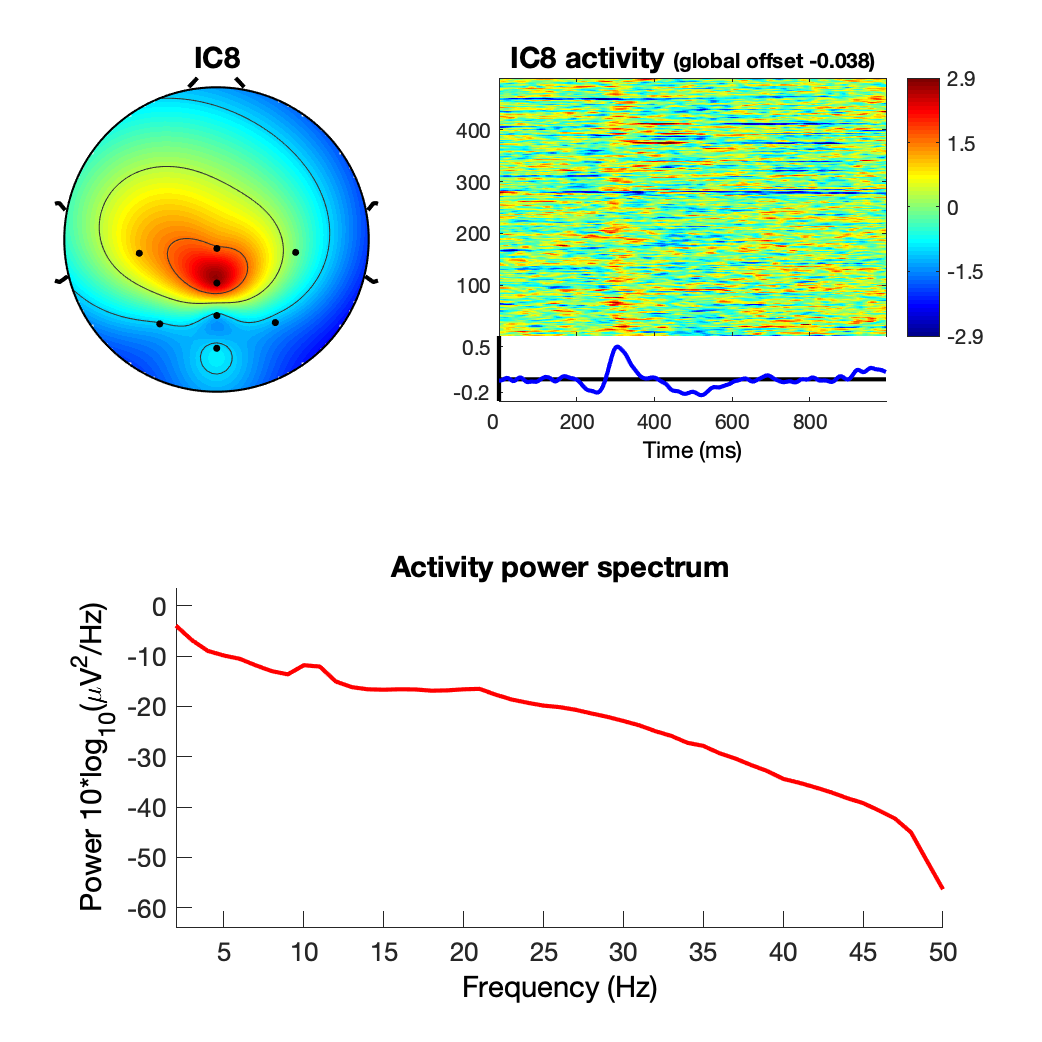 IC8
IC8 activity (global offset -0.038)
400
300
200
100
2.9
1.5
0
-1.5
-2.9
0.5
-0.2
0 200 400 600 800
Time (ms)
Activity power spectrum
Power 10*log10(μV2/Hz)
0
-10
-20
-30
-40
-50
-60
5 10 15 20 25 30 35 40 45 50
Frequency (Hz)